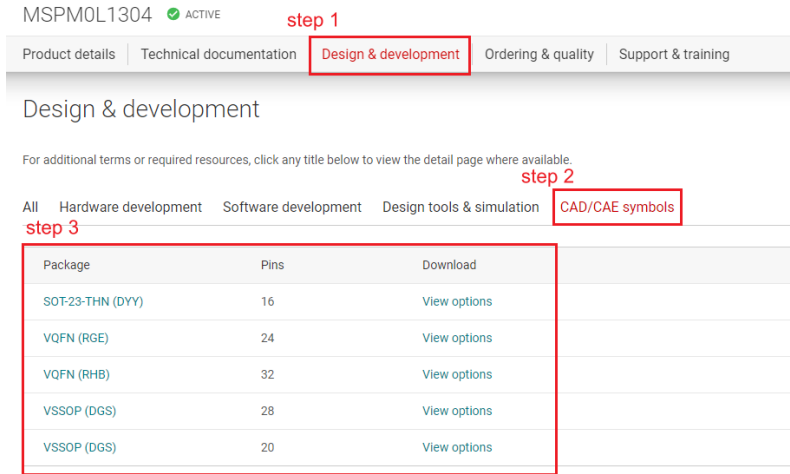 MSPM0L1304 ACTIVE
step 1
Product details Technical documentation Design & development Ordering & quality Support & training
Design & development
For additional terms or required resources, click any title below to view the detail page where available.
step 2
All Hardware development Software development Design tools & simulation CAD/CAE symbols
step 3
Package Pins Download
SOT-23-THN (DYY) 16 View options
VQFN (RGE) 24 View options
VQFN (RHB) 32 View options
VSSOP (DGS) 28 View options
VSSOP (DGS) 20 View options